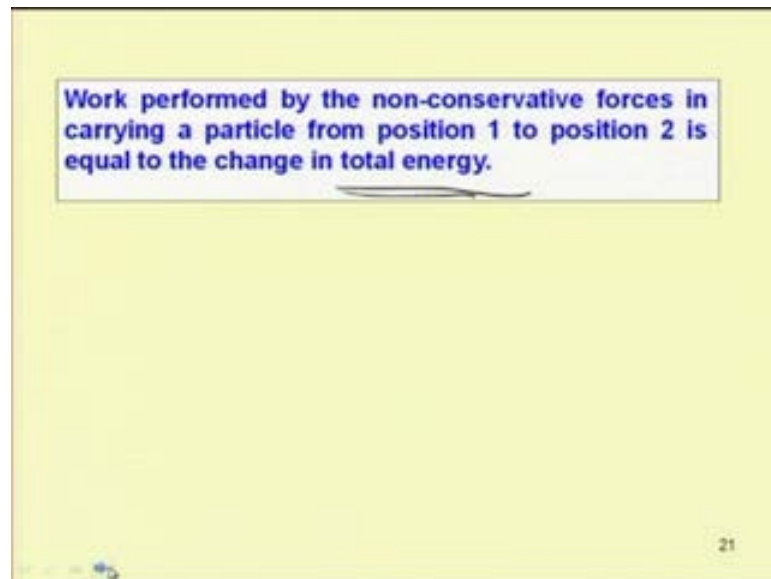 Work performed by the non-conservative forces in
carrying a particle from position 1 to position 2 is
equal to the change in total energy.
21